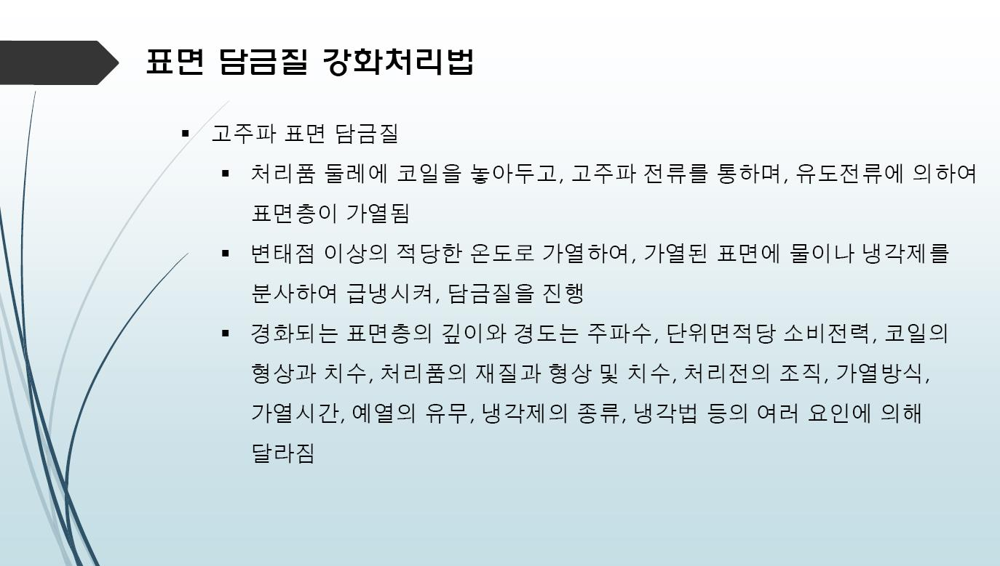 표면 담금질 강화처리법
고주파 표면 담금질
처리품 둘레에 코일을 놓아두고, 고주파 전류를 통하며, 유도전류에 의하여
표면층이 가열됨
변태점 이상의 적당한 온도로 가열하여, 가열된 표면에 물이나 냉각제를
분사하여 급냉시켜, 담금질을 진행
경화되는 표면층의 깊이와 경도는 주파수, 단위면적당 소비전력, 코일의
형상과 치수, 처리품의 재질과 형상 및 치수, 처리전의 조직, 가열방식,
가열시간, 예열의 유무, 냉각제의 종류, 냉각법 등의 여러 요인에 의해
달라짐